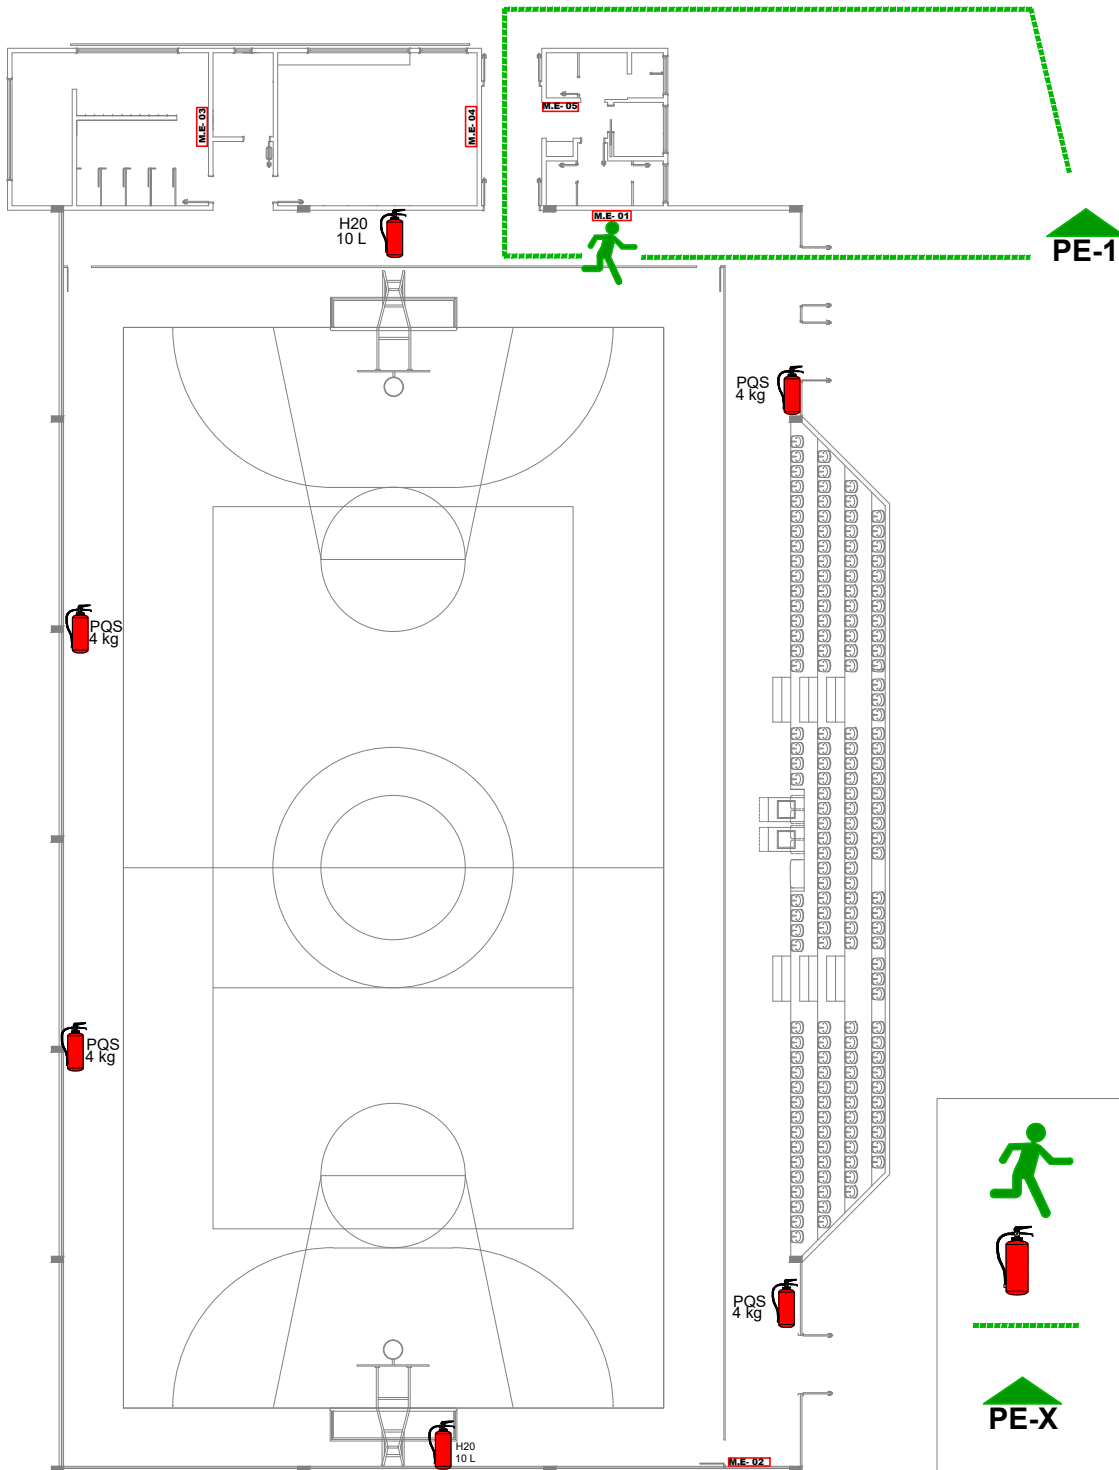 M.E- 03
M.E- 04
M.E- 05
M.E- 01
H20
10 L
PE-1
PQS
4 kg
PQS
4 kg
PQS
4 kg
PQS
4 kg
PE-X
H20
10 L
M.E- 02